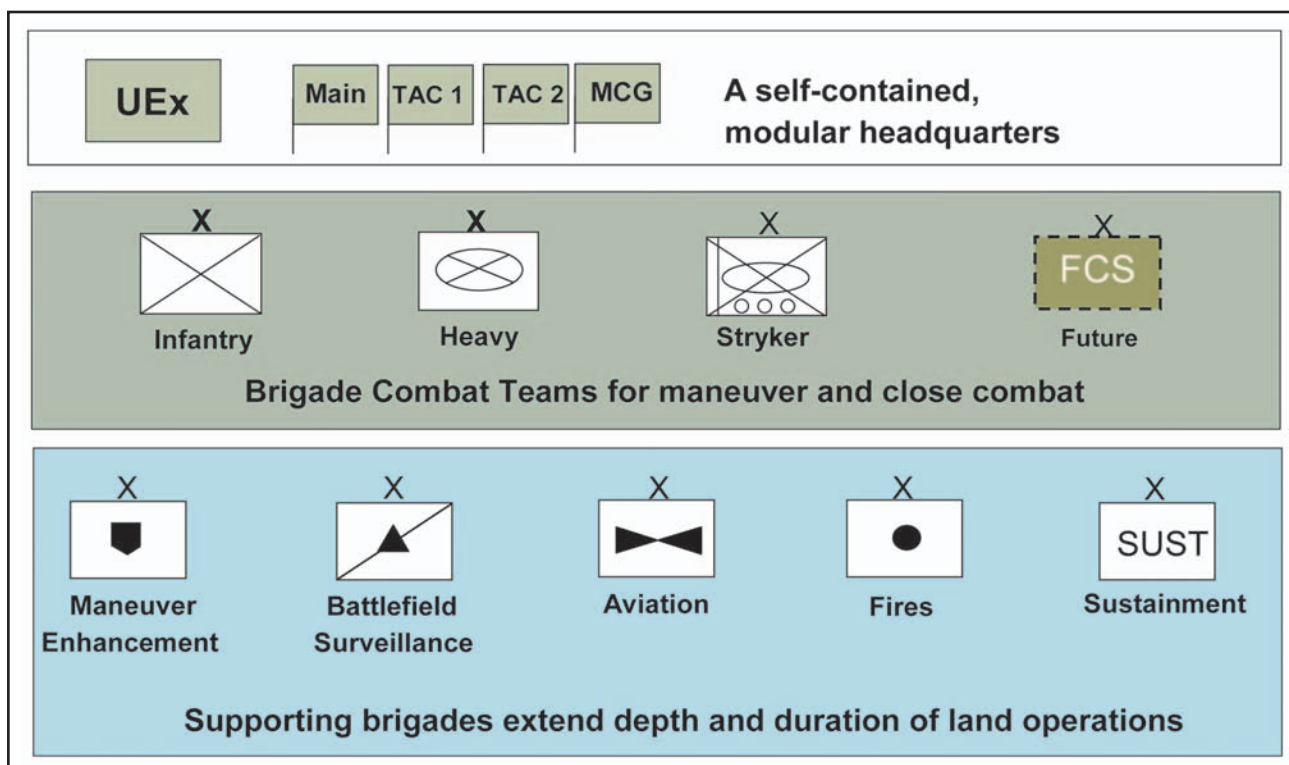 UEx
Main TAC 1 TAC 2 MCG
A self-contained,
modular headquarters
X X X X
FCS
Infantry Heavy Stryker Future
Brigade Combat Teams for maneuver and close combat
X X X X X
SUST
Maneuver
Enhancement
Battlefield
Surveillance
Aviation
Fires
Sustainment
Supporting brigades extend depth and duration of land operations